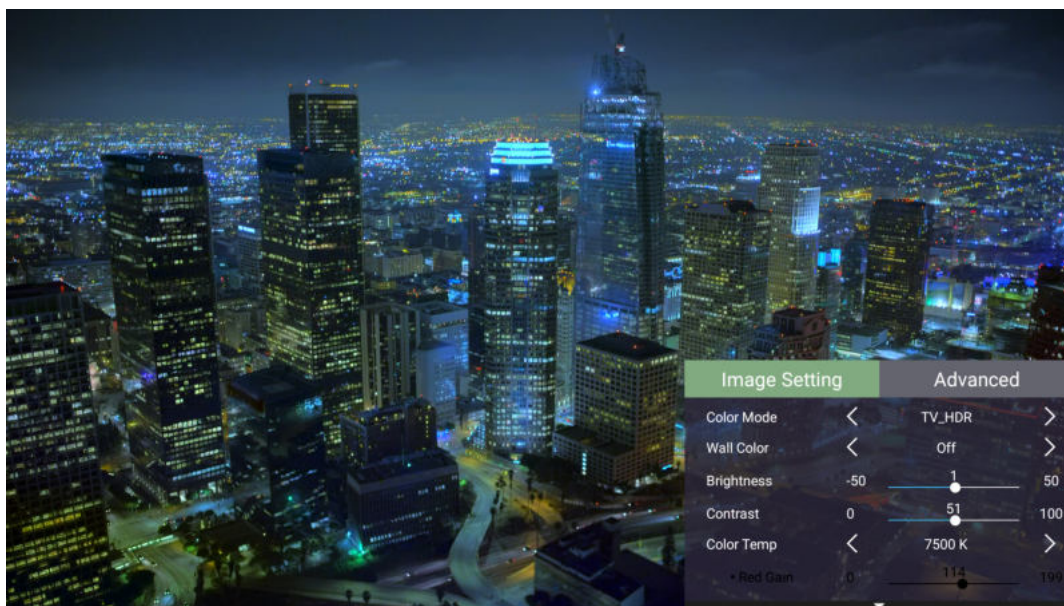 Image Setting Advanced
Color Mode TV_HDR
Wall Color Off
Brightness -50 1 50
Contrast 0 51 100
Color Temp 7500 K
• Red Gain 0 114 199